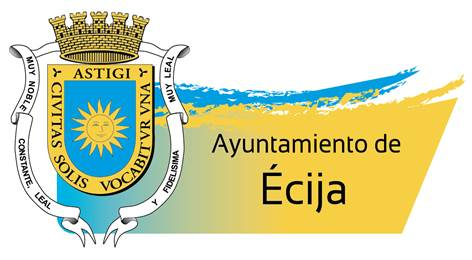 ASTIGI
CIVITAS SOLIS VOCABITVR VNA
MUY NOBLE
MUY LEAL
CONSTANTE, LEAL
Y FIDELISIMA
Ayuntamiento de
Écija